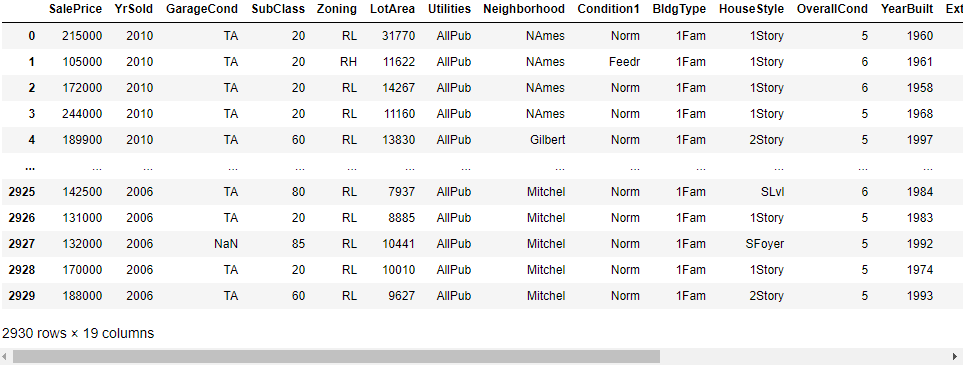 SalePrice YrSold GarageCond SubClass Zoning LotArea Utilities Neighborhood Condition1 BldgType HouseStyle OverallCond YearBuilt Ext
0 215000 2010 TA 20 RL 31770 AllPub NAmes Norm 1Fam 1Story 5 1960
1 105000 2010 TA 20 RH 11622 AllPub NAmes Feedr 1Fam 1Story 6 1961
2 172000 2010 TA 20 RL 14267 AllPub NAmes Norm 1Fam 1Story 6 1958
3 244000 2010 TA 20 RL 11160 AllPub NAmes Norm 1Fam 1Story 5 1968
4 189900 2010 TA 60 RL 13830 AllPub Gilbert Norm 1Fam 2Story 5 1997
... ... ... ... ... ... ... ... ... ... ... ... ... ...
2925 142500 2006 TA 80 RL 7937 AllPub Mitchel Norm 1Fam SLvl 6 1984
2926 131000 2006 TA 20 RL 8885 AllPub Mitchel Norm 1Fam 1Story 5 1983
2927 132000 2006 NaN 85 RL 10441 AllPub Mitchel Norm 1Fam SFoyer 5 1992
2928 170000 2006 TA 20 RL 10010 AllPub Mitchel Norm 1Fam 1Story 5 1974
2929 188000 2006 TA 60 RL 9627 AllPub Mitchel Norm 1Fam 2Story 5 1993
2930 rows × 19 columns